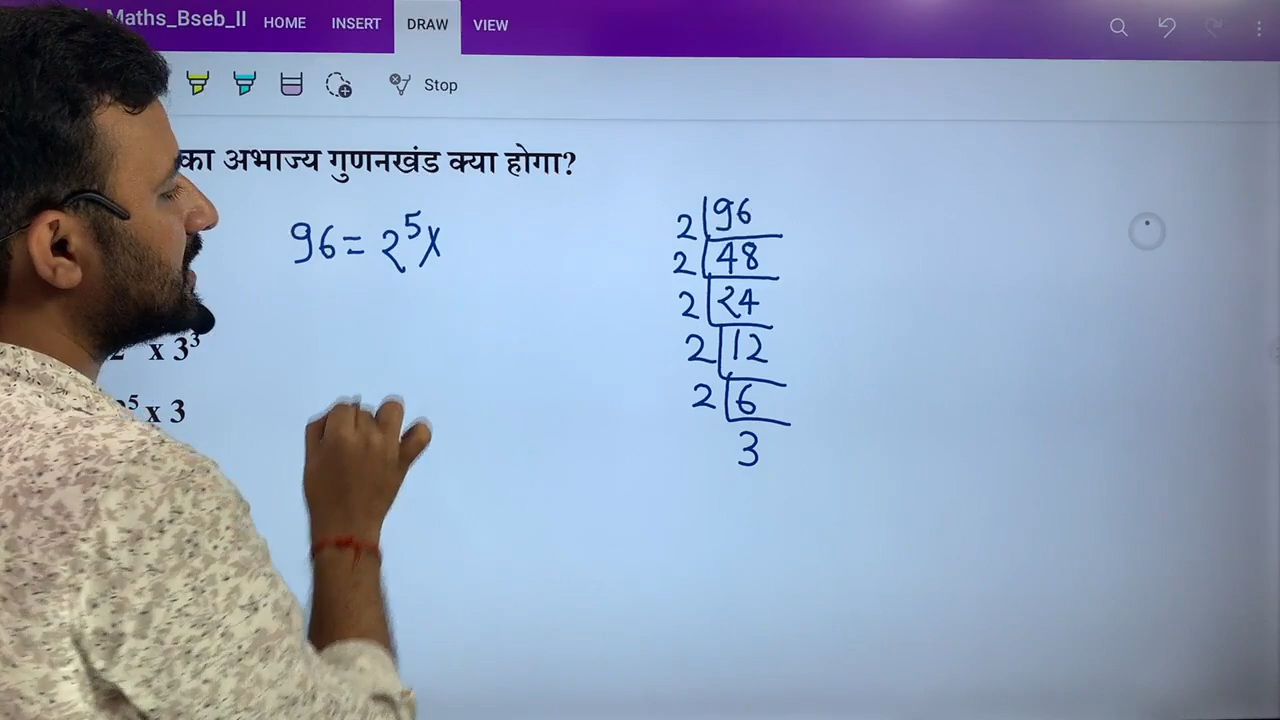 Maths_Bseb_II HOME INSERT DRAW VIEW
Stop
का अभाज्य गुणनखंड क्या होगा?
96 = 2⁵ x
x 3³
⁵ x 3
2 96
2 48
2 24
2 12
2 6
3